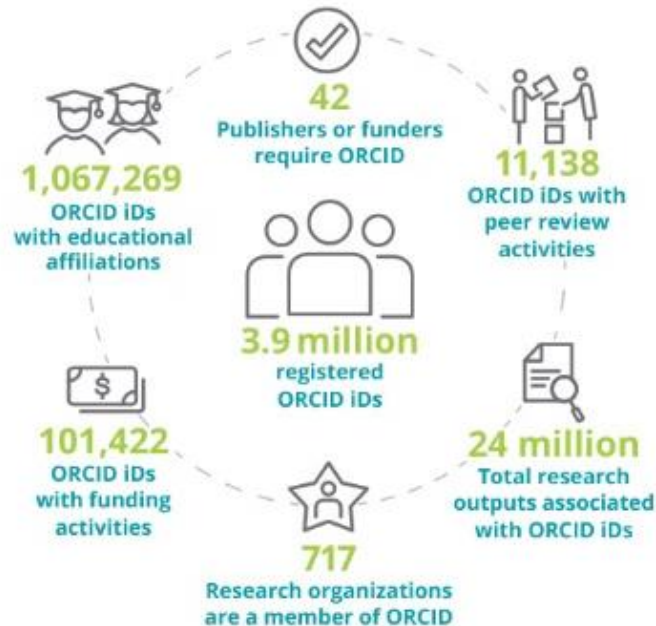 42
Publishers or funders
require ORCID
1,067,269
ORCID iDs
with educational
affiliations
11,138
ORCID iDs with
peer review
activities
3.9 million
registered
ORCID iDs
$
101,422
ORCID iDs
with funding
activities
24 million
Total research
outputs associated
with ORCID iDs
717
Research organizations
are a member of ORCID